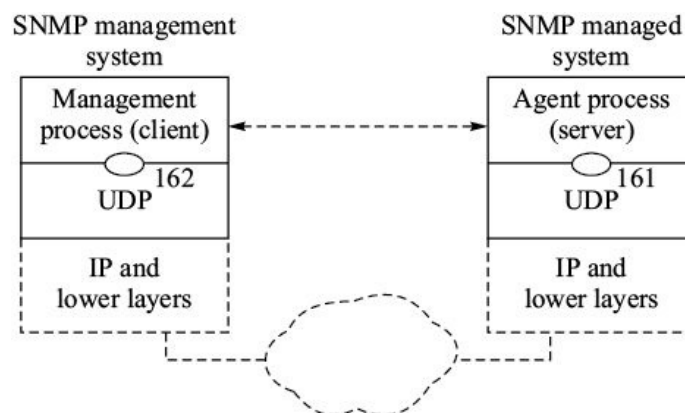 SNMP management
system
Management
process (client)
162
UDP
IP and
lower layers
SNMP managed
system
Agent process
(server)
161
UDP
IP and
lower layers